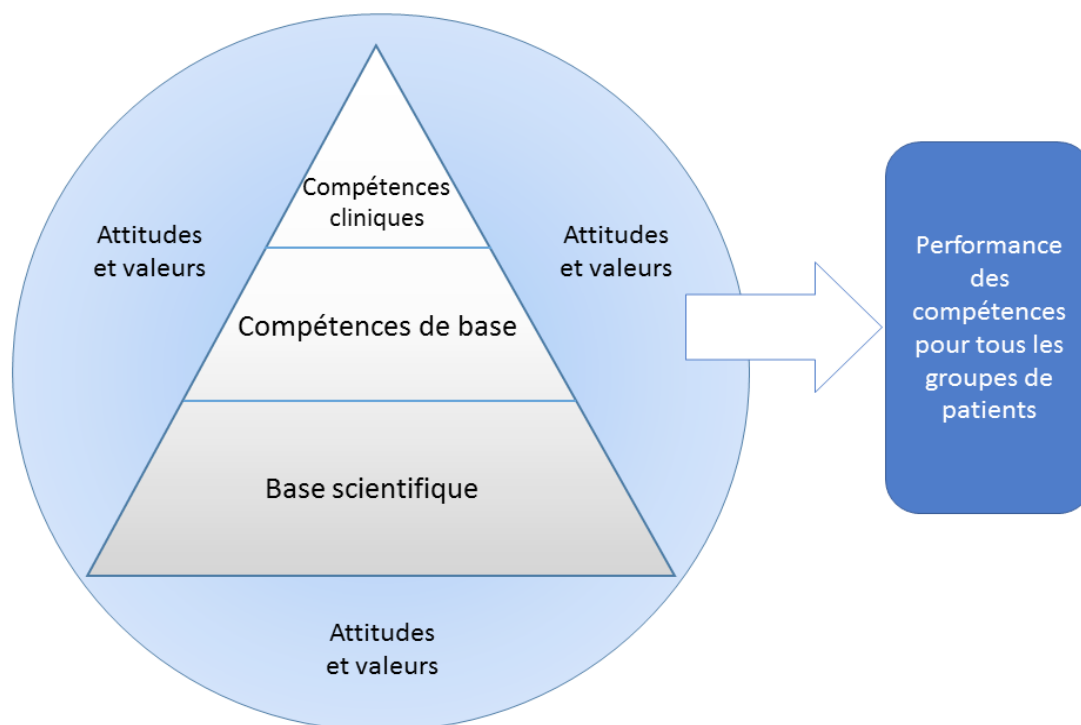 Compétences
cliniques
Attitudes
et valeurs
Attitudes
et valeurs
Compétences de base
Base scientifique
Attitudes
et valeurs
Performance
des
compétences
pour tous les
groupes de
patients